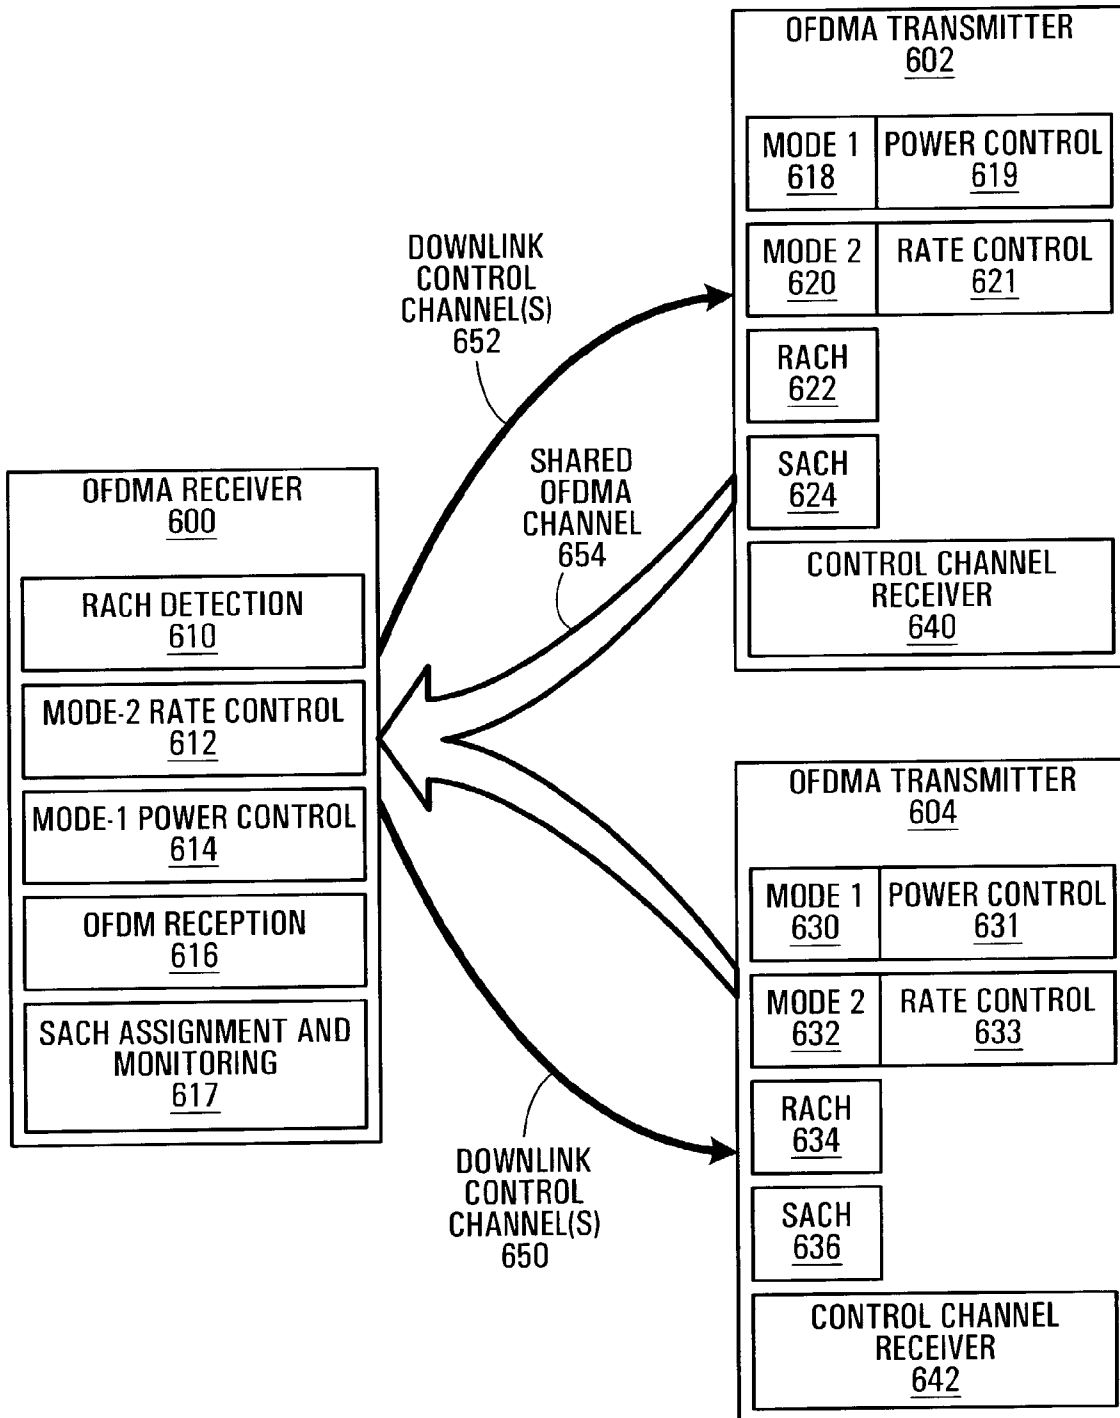 OFDMA TRANSMITTER
602
MODE 1
618
POWER CONTROL
619
MODE 2
620
RATE CONTROL
621
RACH
622
SACH
624
CONTROL CHANNEL
RECEIVER
640
DOWNLINK
CONTROL
CHANNEL(S)
652
SHARED
OFDMA
CHANNEL
654
OFDMA RECEIVER
600
RACH DETECTION
610
MODE-2 RATE CONTROL
612
MODE-1 POWER CONTROL
614
OFDM RECEPTION
616
SACH ASSIGNMENT AND
MONITORING
617
DOWNLINK
CONTROL
CHANNEL(S)
650
OFDMA TRANSMITTER
604
MODE 1
630
POWER CONTROL
631
MODE 2
632
RATE CONTROL
633
RACH
634
SACH
636
CONTROL CHANNEL
RECEIVER
642